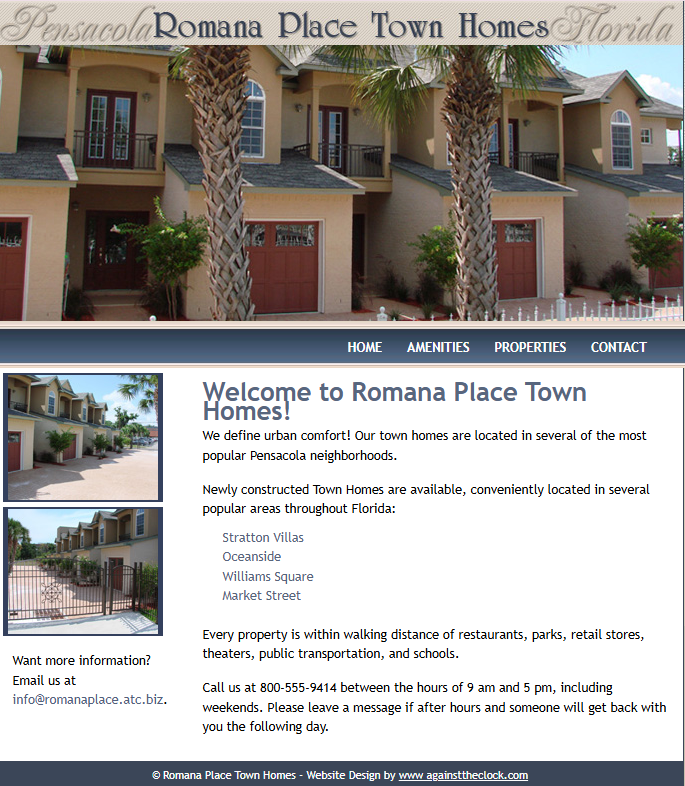 Pensacola Romana Place Town Homes Florida
HOME AMENITIES PROPERTIES CONTACT
Welcome to Romana Place Town
Homes!
We define urban comfort! Our town homes are located in several of the most
popular Pensacola neighborhoods.
Newly constructed Town Homes are available, conveniently located in several
popular areas throughout Florida:
Stratton Villas
Oceanside
Williams Square
Market Street
Every property is within walking distance of restaurants, parks, retail stores,
theaters, public transportation, and schools.
Call us at 800-555-9414 between the hours of 9 am and 5 pm, including
weekends. Please leave a message if after hours and someone will get back with
you the following day.
Want more information?
Email us at
info@romanaplace.atc.biz.
© Romana Place Town Homes - Website Design by www.againsttheclock.com